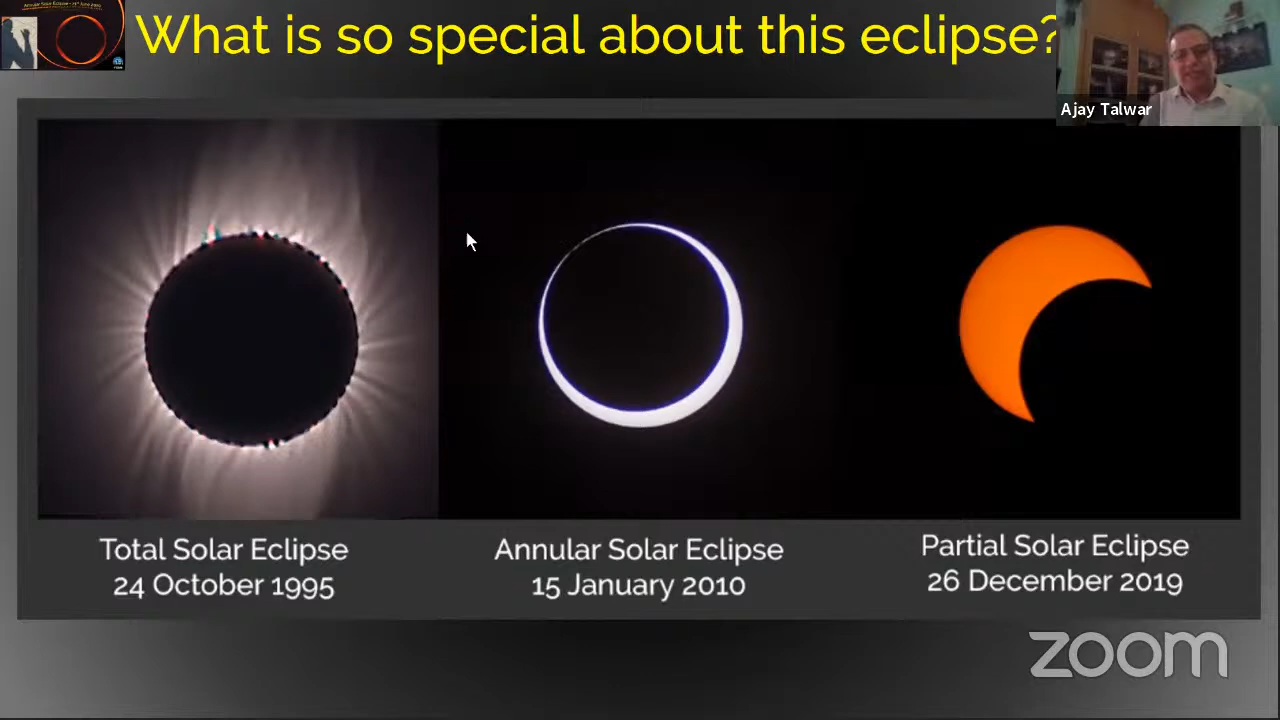 What is so special about this eclipse?
Ajay Talwar
Total Solar Eclipse
24 October 1995
Annular Solar Eclipse
15 January 2010
Partial Solar Eclipse
26 December 2019
zoom